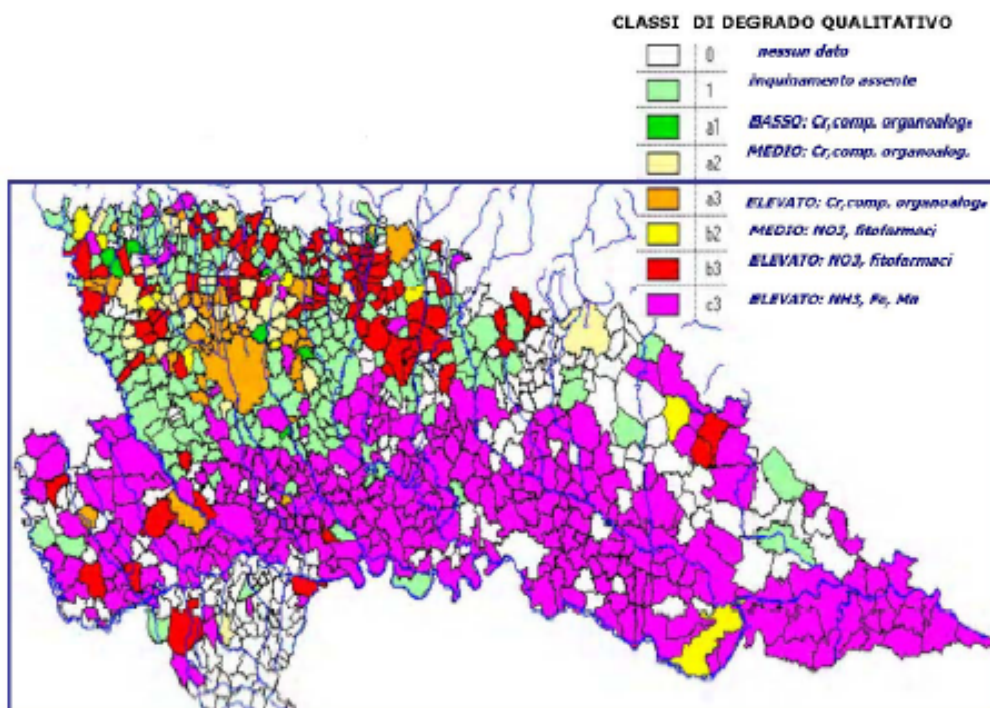 CLASSI DI DEGRADO QUALITATIVO
0 nessun dato
1 inquinamento assente
a1 BASSO: Cr,comp. organoalog.
a2 MEDIO: Cr,comp. organoalog.
a3 ELEVATO: Cr,comp. organoalog.
b2 MEDIO: NO3, fitofarmaci
b3 ELEVATO: NO3, fitofarmaci
c3 ELEVATO: NH3, Fe, Mn